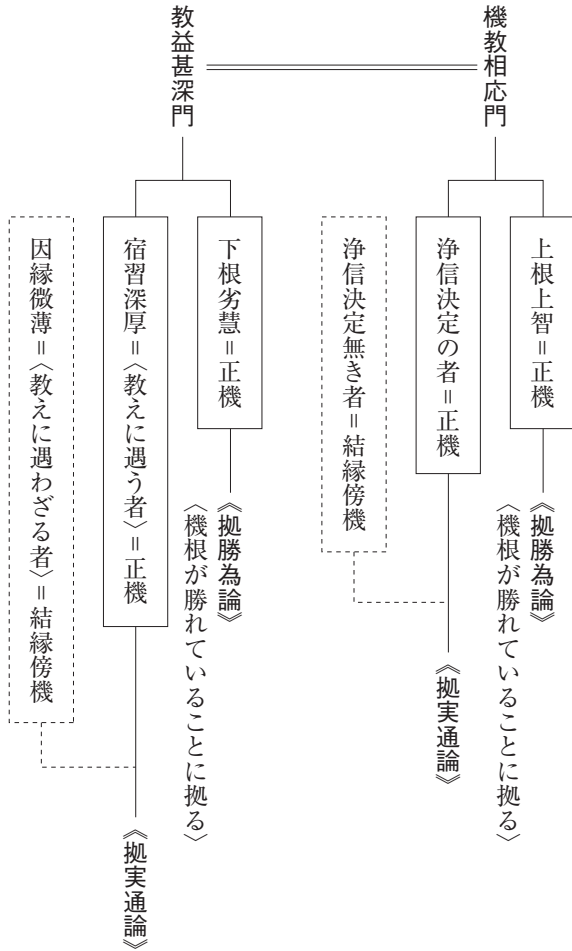 機教相応門
上根上智＝正機
《拠勝為論》
〈機根が勝れていることに拠る〉
浄信決定の者＝正機
《拠実通論》
浄信決定無き者＝結縁傍機
教益甚深門
下根劣慧＝正機
《拠勝為論》
〈機根が勝れていることに拠る〉
宿習深厚＝〈教えに遇う者〉＝正機
《拠実通論》
因縁微薄＝〈教えに遇わざる者〉＝結縁傍機